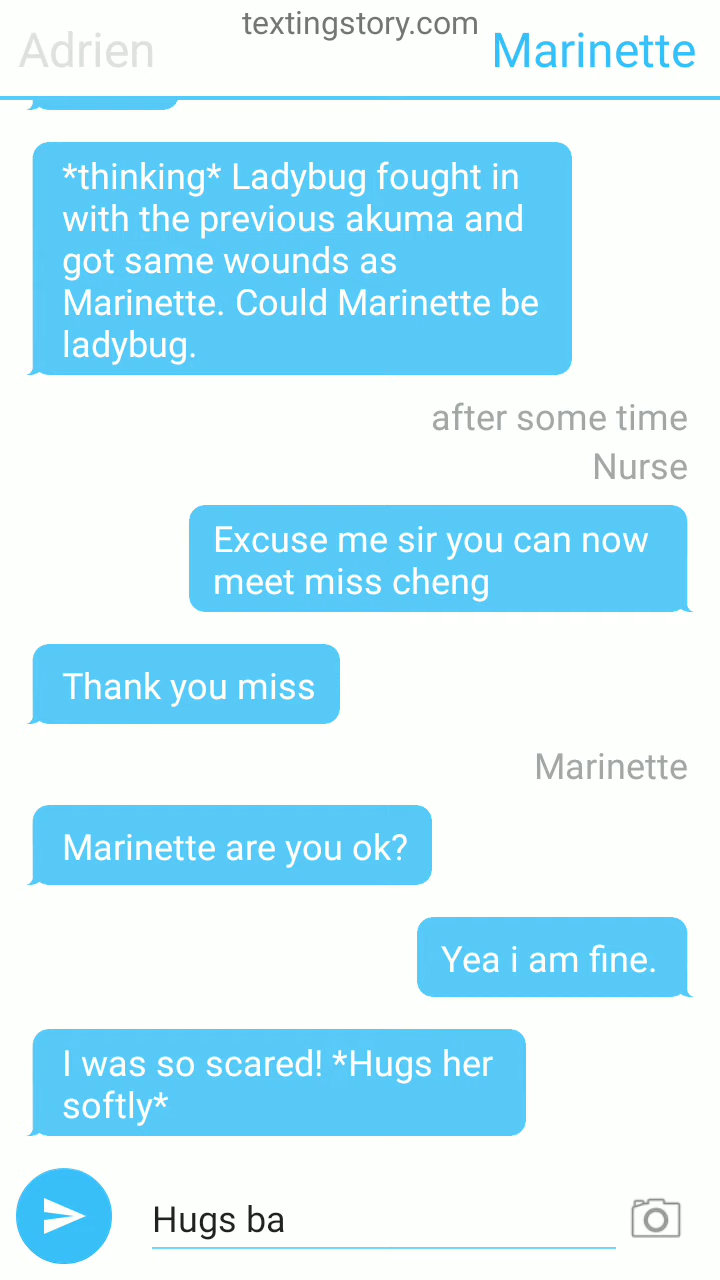 textingstory.com
Adrien
Marinette
*thinking* Ladybug fought in
with the previous akuma and
got same wounds as
Marinette. Could Marinette be
ladybug.
after some time
Nurse
Excuse me sir you can now
meet miss cheng
Thank you miss
Marinette
Marinette are you ok?
Yea i am fine.
I was so scared! *Hugs her
softly*
Hugs ba